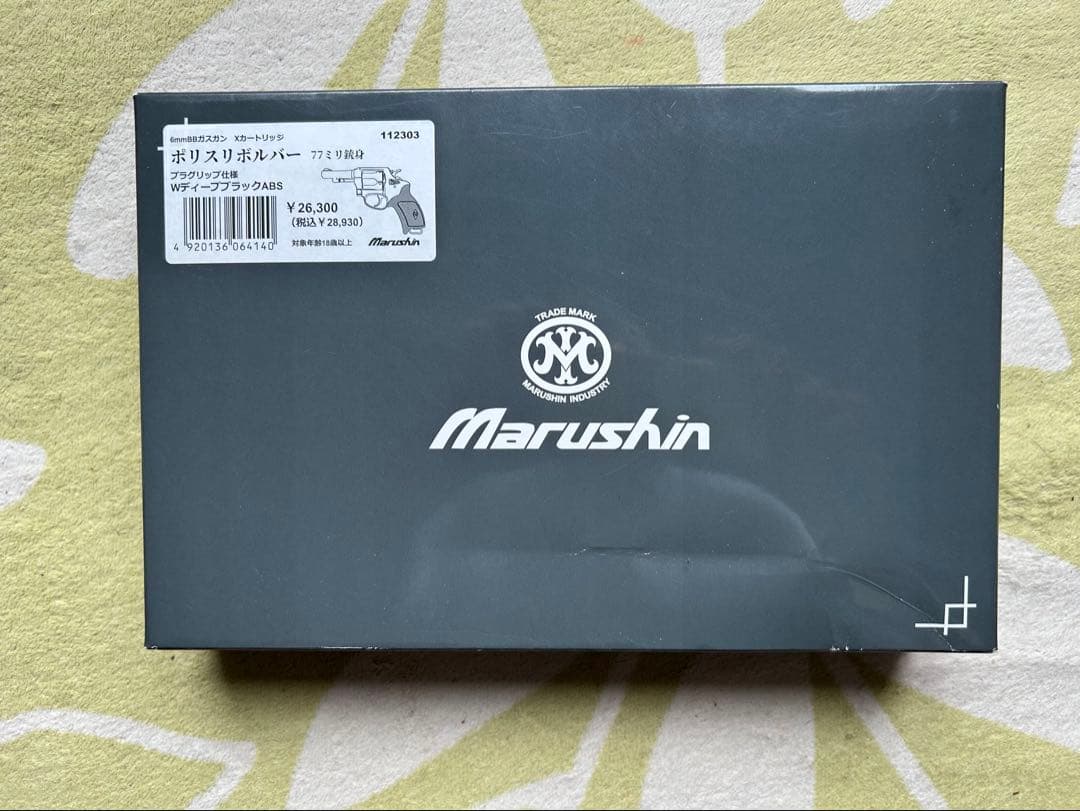 6mmBBガスガン Xカートリッジ 112303
ポリスリボルバー 77ミリ銃身
プラグリップ仕様
WディープブラックABS
￥26,300
(税込￥28,930)
4 920136 064140
対象年齢18歳以上 Marushin
TRADE MARK
M
MARUSHIN INDUSTRY
Marushin